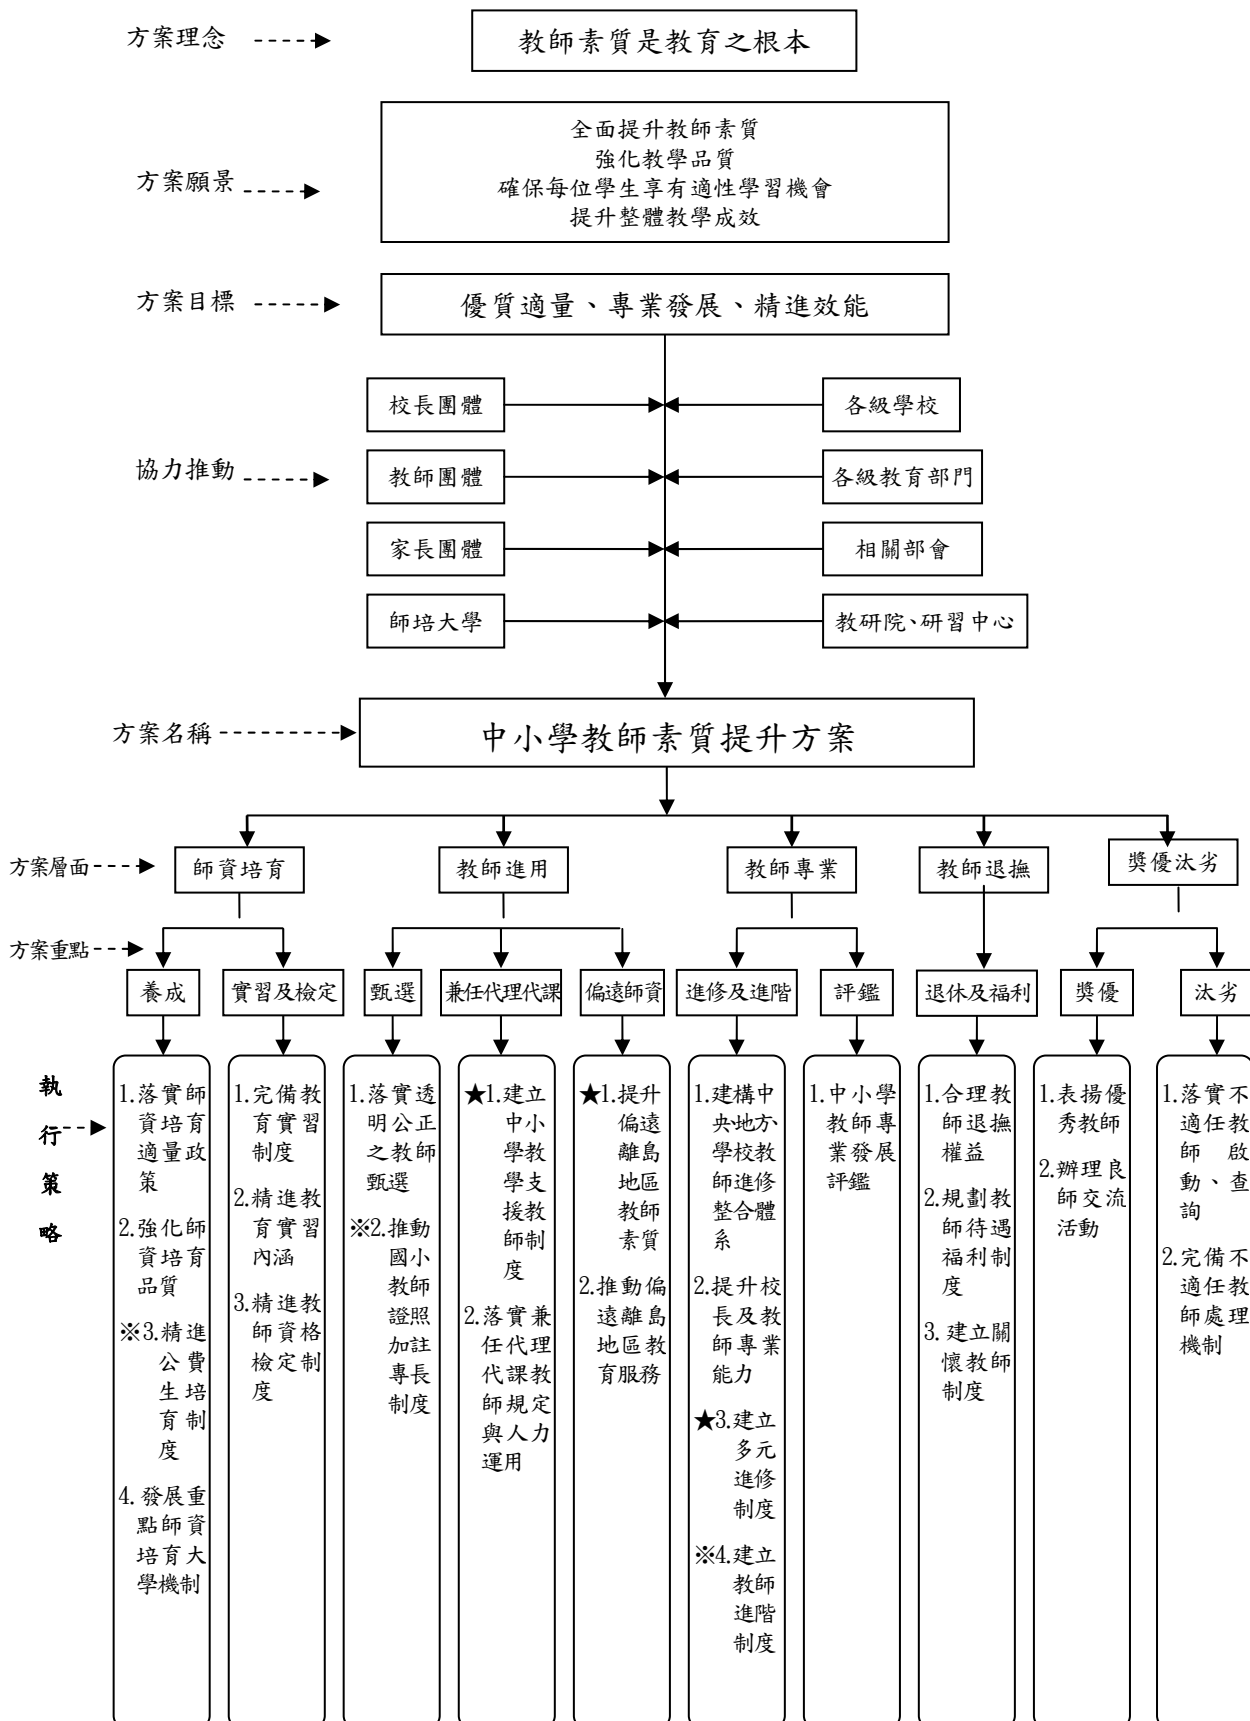 方案理念
教師素質是教育之根本
方案願景
全面提升教師素質
強化教學品質
確保每位學生享有適性學習機會
提升整體教學成效
方案目標
優質適量、專業發展、精進效能
校長團體
各級學校
協力推動
教師團體
各級教育部門
家長團體
相關部會
師培大學
教研院、研習中心
方案名稱
中小學教師素質提升方案
方案層面
師資培育
教師進用
教師專業
教師退撫
獎優汰劣
方案重點
養成
實習及檢定
甄選
兼任代理代課
偏遠師資
進修及進階
評鑑
退休及福利
獎優
汰劣
執
行
策
略
1.落實師
資培育
適量政
策
2.強化師
資培育
品質
※3.精進
公費
生培
育制
度
4.發展重
點師資
培育大
學機制
1.完備教
育實習
制度
2.精進教
育實習
內涵
3.精進教
師資格
檢定制
度
1.落實透
明公正
之教師
甄選
※2.推動
國小
教師
證照
加註
專長
制度
★1.建立
中小
學教
學支
援教
師制
度
2.落實兼
任代理
代課教
師規定
與人力
運用
★1.提升
偏遠
離島
地區
教師
素質
2.推動偏
遠離島
地區教
育服務
1.建構中
央地方
學校教
師進修
整合體
系
2.提升校
長及教
師專業
能力
★3.建立
多元
進修
制度
※4.建立
教師
進階
制度
1.中小學
教師專
業發展
評鑑
1.合理教
師退撫
權益
2.規劃教
師待遇
福利制
度
3.建立關
懷教師
制度
1.表揚優
秀教師
2.辦理良
師交流
活動
1.落實不
適任教
師啟
動、查
詢
2.完備不
適任教
師處理
機制